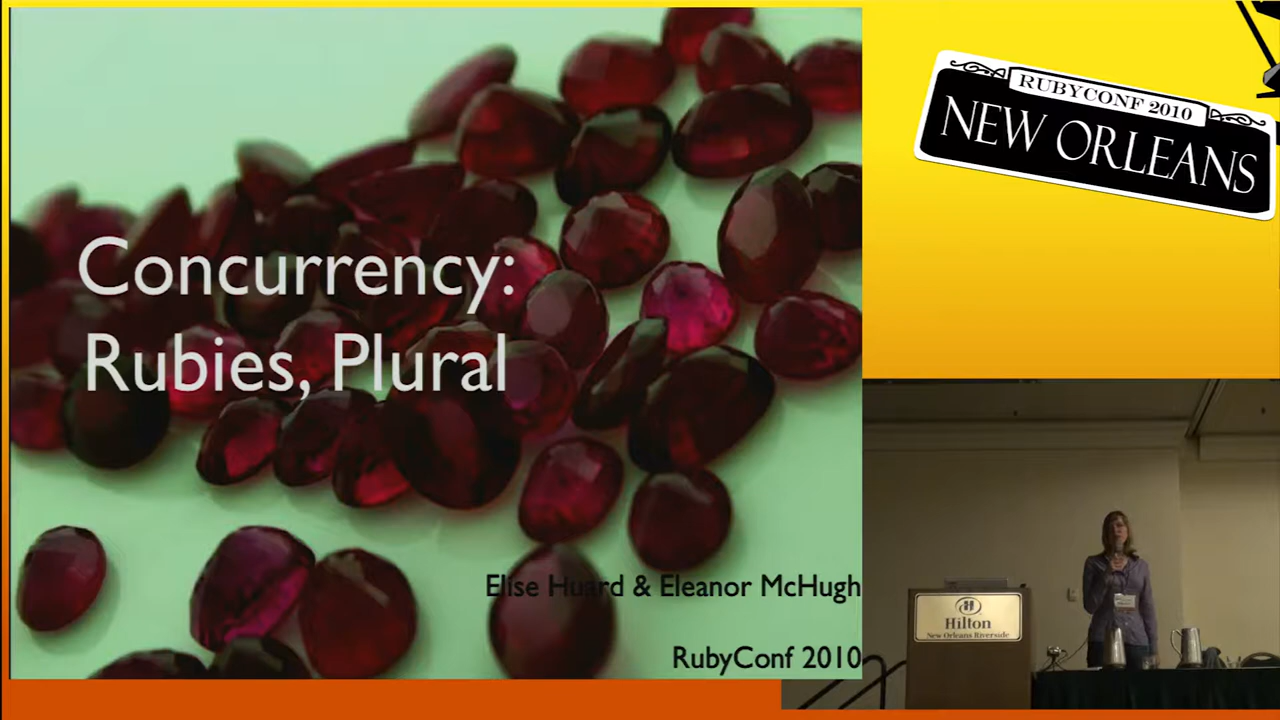 Concurrency:
Rubies, Plural
Elise Huard & Eleanor McHugh
RubyConf 2010
RUBYCONF 2010
NEW ORLEANS
Hilton
New Orleans Riverside